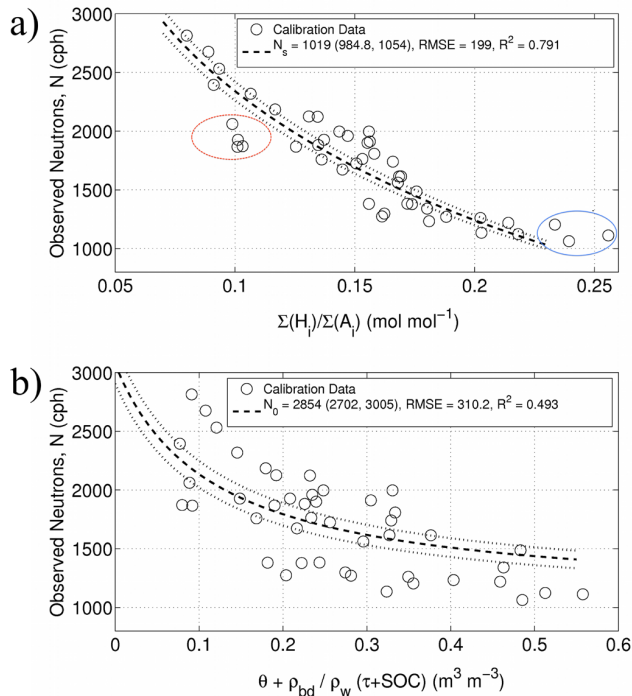 a)
3000
2500
2000
1500
1000
Observed Neutrons, N (cph)
Calibration Data
N_s = 1019 (984.8, 1054), RMSE = 199, R² = 0.791
0.05 0.1 0.15 0.2 0.25
Σ(H_i)/Σ(A_i) (mol mol⁻¹)
b)
3000
2500
2000
1500
1000
Observed Neutrons, N (cph)
Calibration Data
N_0 = 2854 (2702, 3005), RMSE = 310.2, R² = 0.493
0 0.1 0.2 0.3 0.4 0.5 0.6
θ + ρ_bd / ρ_w (τ+SOC) (m³ m⁻³)